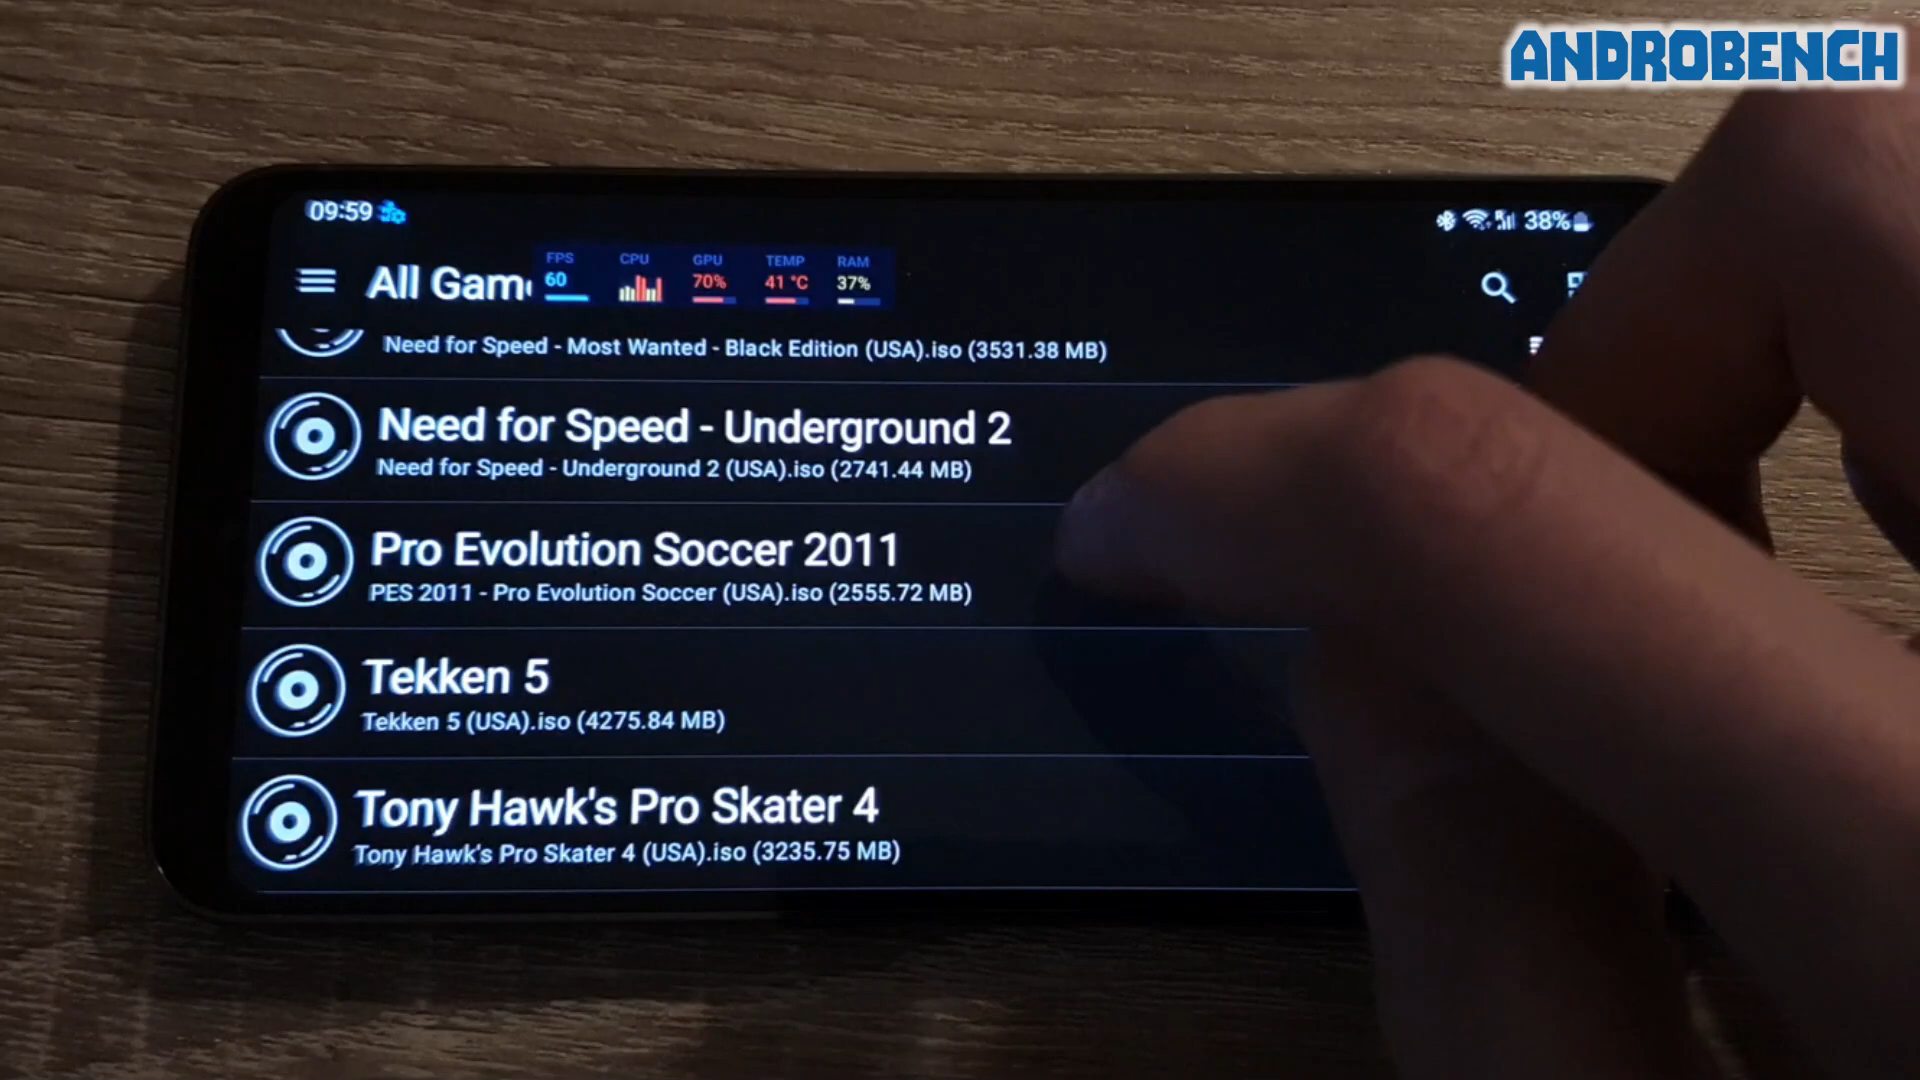 ANDROBENCH
09:59
38%
All Game
FPS CPU GPU TEMP RAM
60 70% 41 °C 37%
Need for Speed - Most Wanted - Black Edition (USA).iso (3531.38 MB)
Need for Speed - Underground 2
Need for Speed - Underground 2 (USA).iso (2741.44 MB)
Pro Evolution Soccer 2011
PES 2011 - Pro Evolution Soccer (USA).iso (2555.72 MB)
Tekken 5
Tekken 5 (USA).iso (4275.84 MB)
Tony Hawk's Pro Skater 4
Tony Hawk's Pro Skater 4 (USA).iso (3235.75 MB)